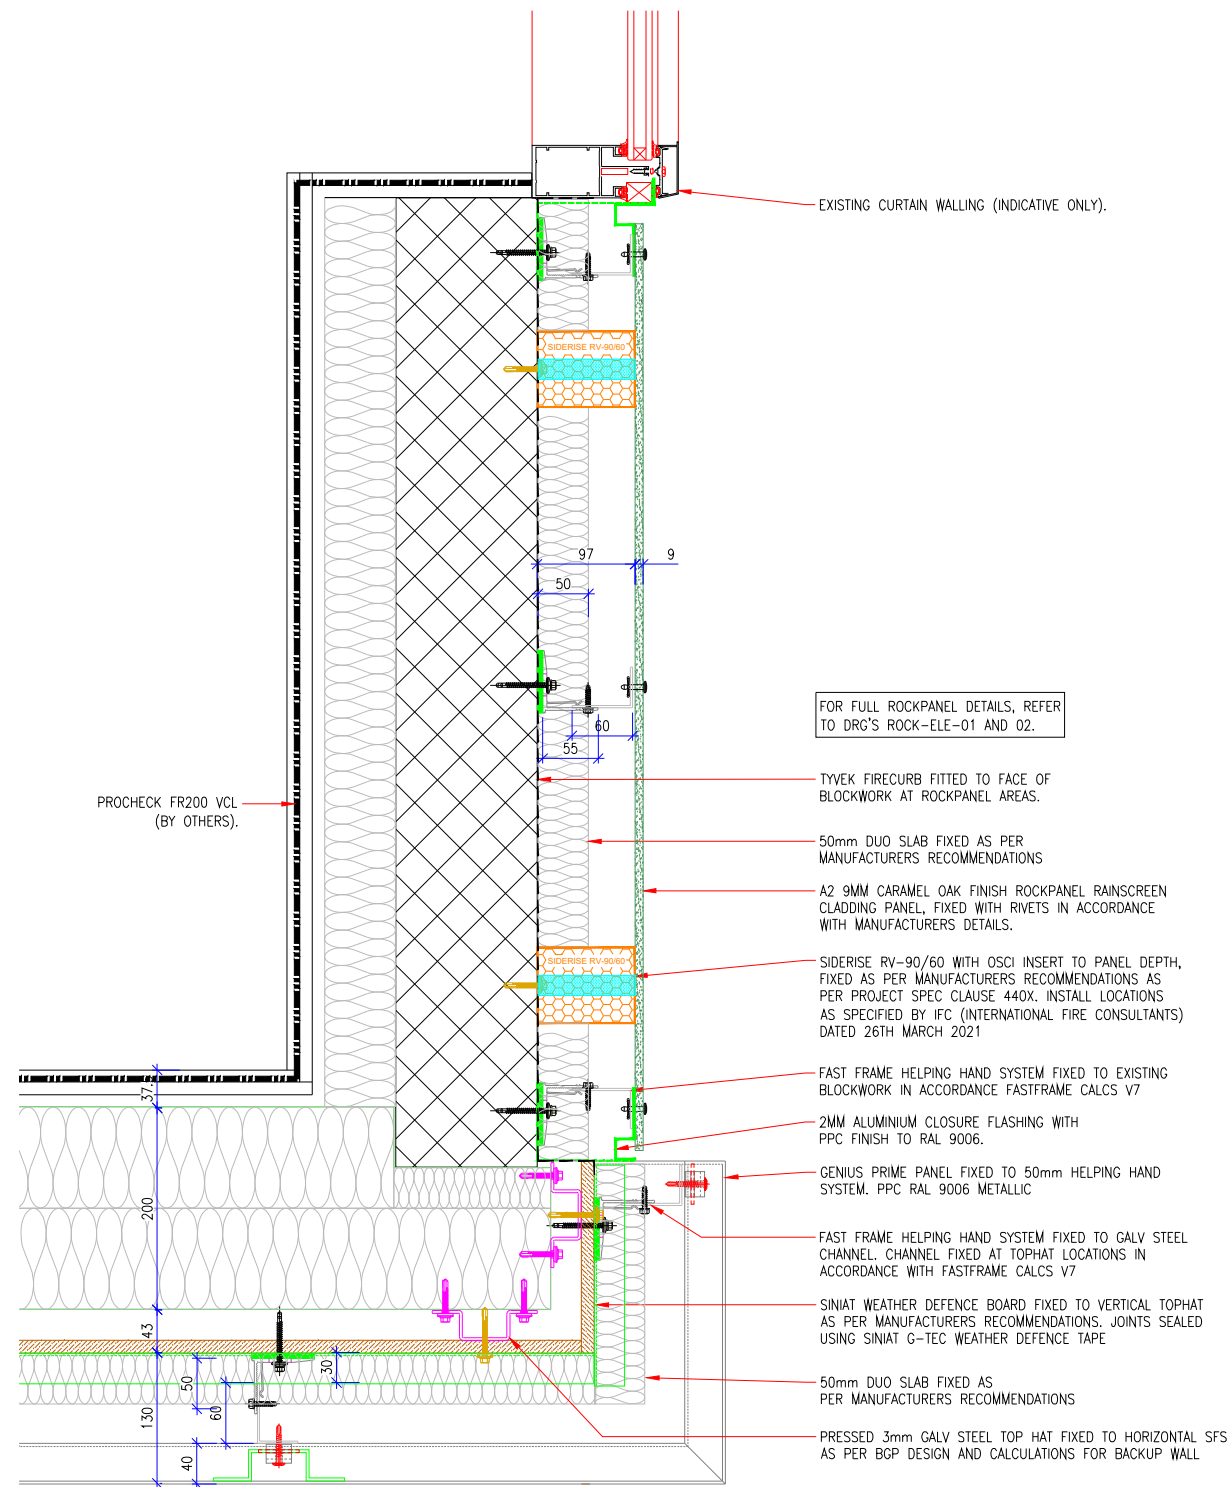 EXISTING CURTAIN WALLING (INDICATIVE ONLY).
SIDERISE RV-90/60
97
9
50
60
55
FOR FULL ROCKPANEL DETAILS, REFER
TO DRG'S ROCK-ELE-01 AND 02.
TYVEK FIRECURB FITTED TO FACE OF
BLOCKWORK AT ROCKPANEL AREAS.
PROCHECK FR200 VCL
(BY OTHERS).
50mm DUO SLAB FIXED AS PER
MANUFACTURERS RECOMMENDATIONS
A2 9MM CARAMEL OAK FINISH ROCKPANEL RAINSCREEN
CLADDING PANEL, FIXED WITH RIVETS IN ACCORDANCE
WITH MANUFACTURERS DETAILS.
SIDERISE RV-90/60
SIDERISE RV-90/60 WITH OSCI INSERT TO PANEL DEPTH,
FIXED AS PER MANUFACTURERS RECOMMENDATIONS AS
PER PROJECT SPEC CLAUSE 440X. INSTALL LOCATIONS
AS SPECIFIED BY IFC (INTERNATIONAL FIRE CONSULTANTS)
DATED 26TH MARCH 2021
FAST FRAME HELPING HAND SYSTEM FIXED TO EXISTING
BLOCKWORK IN ACCORDANCE FASTFRAME CALCS V7
2MM ALUMINIUM CLOSURE FLASHING WITH
PPC FINISH TO RAL 9006.
GENIUS PRIME PANEL FIXED TO 50mm HELPING HAND
SYSTEM. PPC RAL 9006 METALLIC
FAST FRAME HELPING HAND SYSTEM FIXED TO GALV STEEL
CHANNEL. CHANNEL FIXED AT TOPHAT LOCATIONS IN
ACCORDANCE WITH FASTFRAME CALCS V7
SINIAT WEATHER DEFENCE BOARD FIXED TO VERTICAL TOPHAT
AS PER MANUFACTURERS RECOMMENDATIONS. JOINTS SEALED
USING SINIAT G-TEC WEATHER DEFENCE TAPE
50mm DUO SLAB FIXED AS
PER MANUFACTURERS RECOMMENDATIONS
PRESSED 3mm GALV STEEL TOP HAT FIXED TO HORIZONTAL SFS
AS PER BGP DESIGN AND CALCULATIONS FOR BACKUP WALL
200
43
130
50
60
30
40